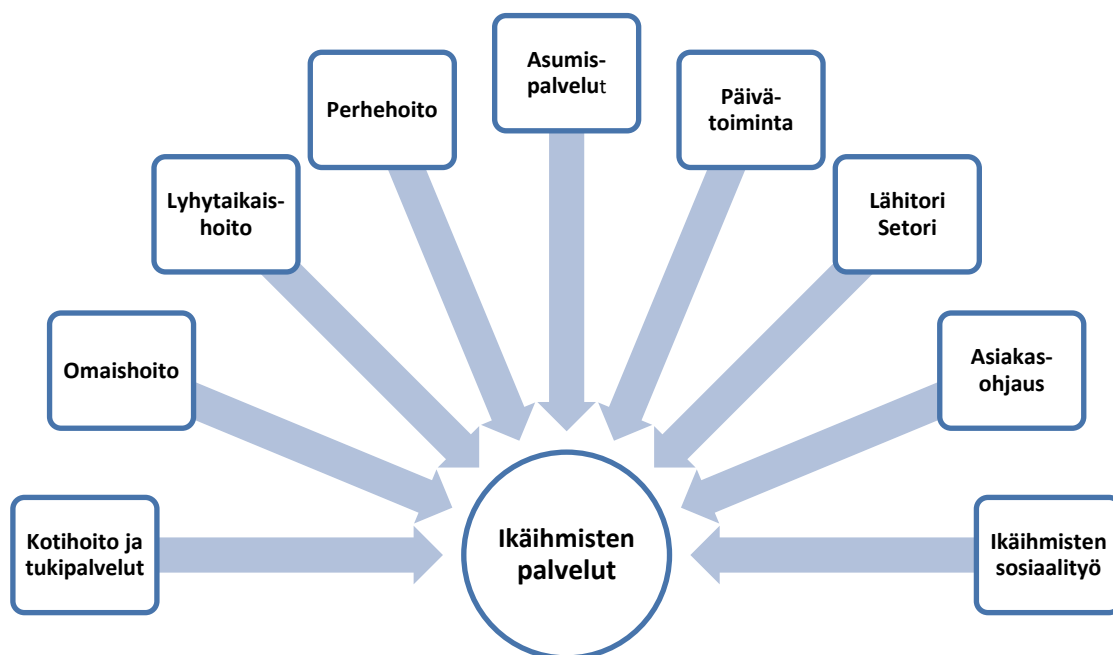 Asumis-
palvelut
Perhehoito
Päivä-
toiminta
Lyhytaikais-
hoito
Lähitori
Setori
Omaishoito
Asiakas-
ohjaus
Kotihoito ja
tukipalvelut
Ikäihmisten
palvelut
Ikäihmisten
sosiaalityö